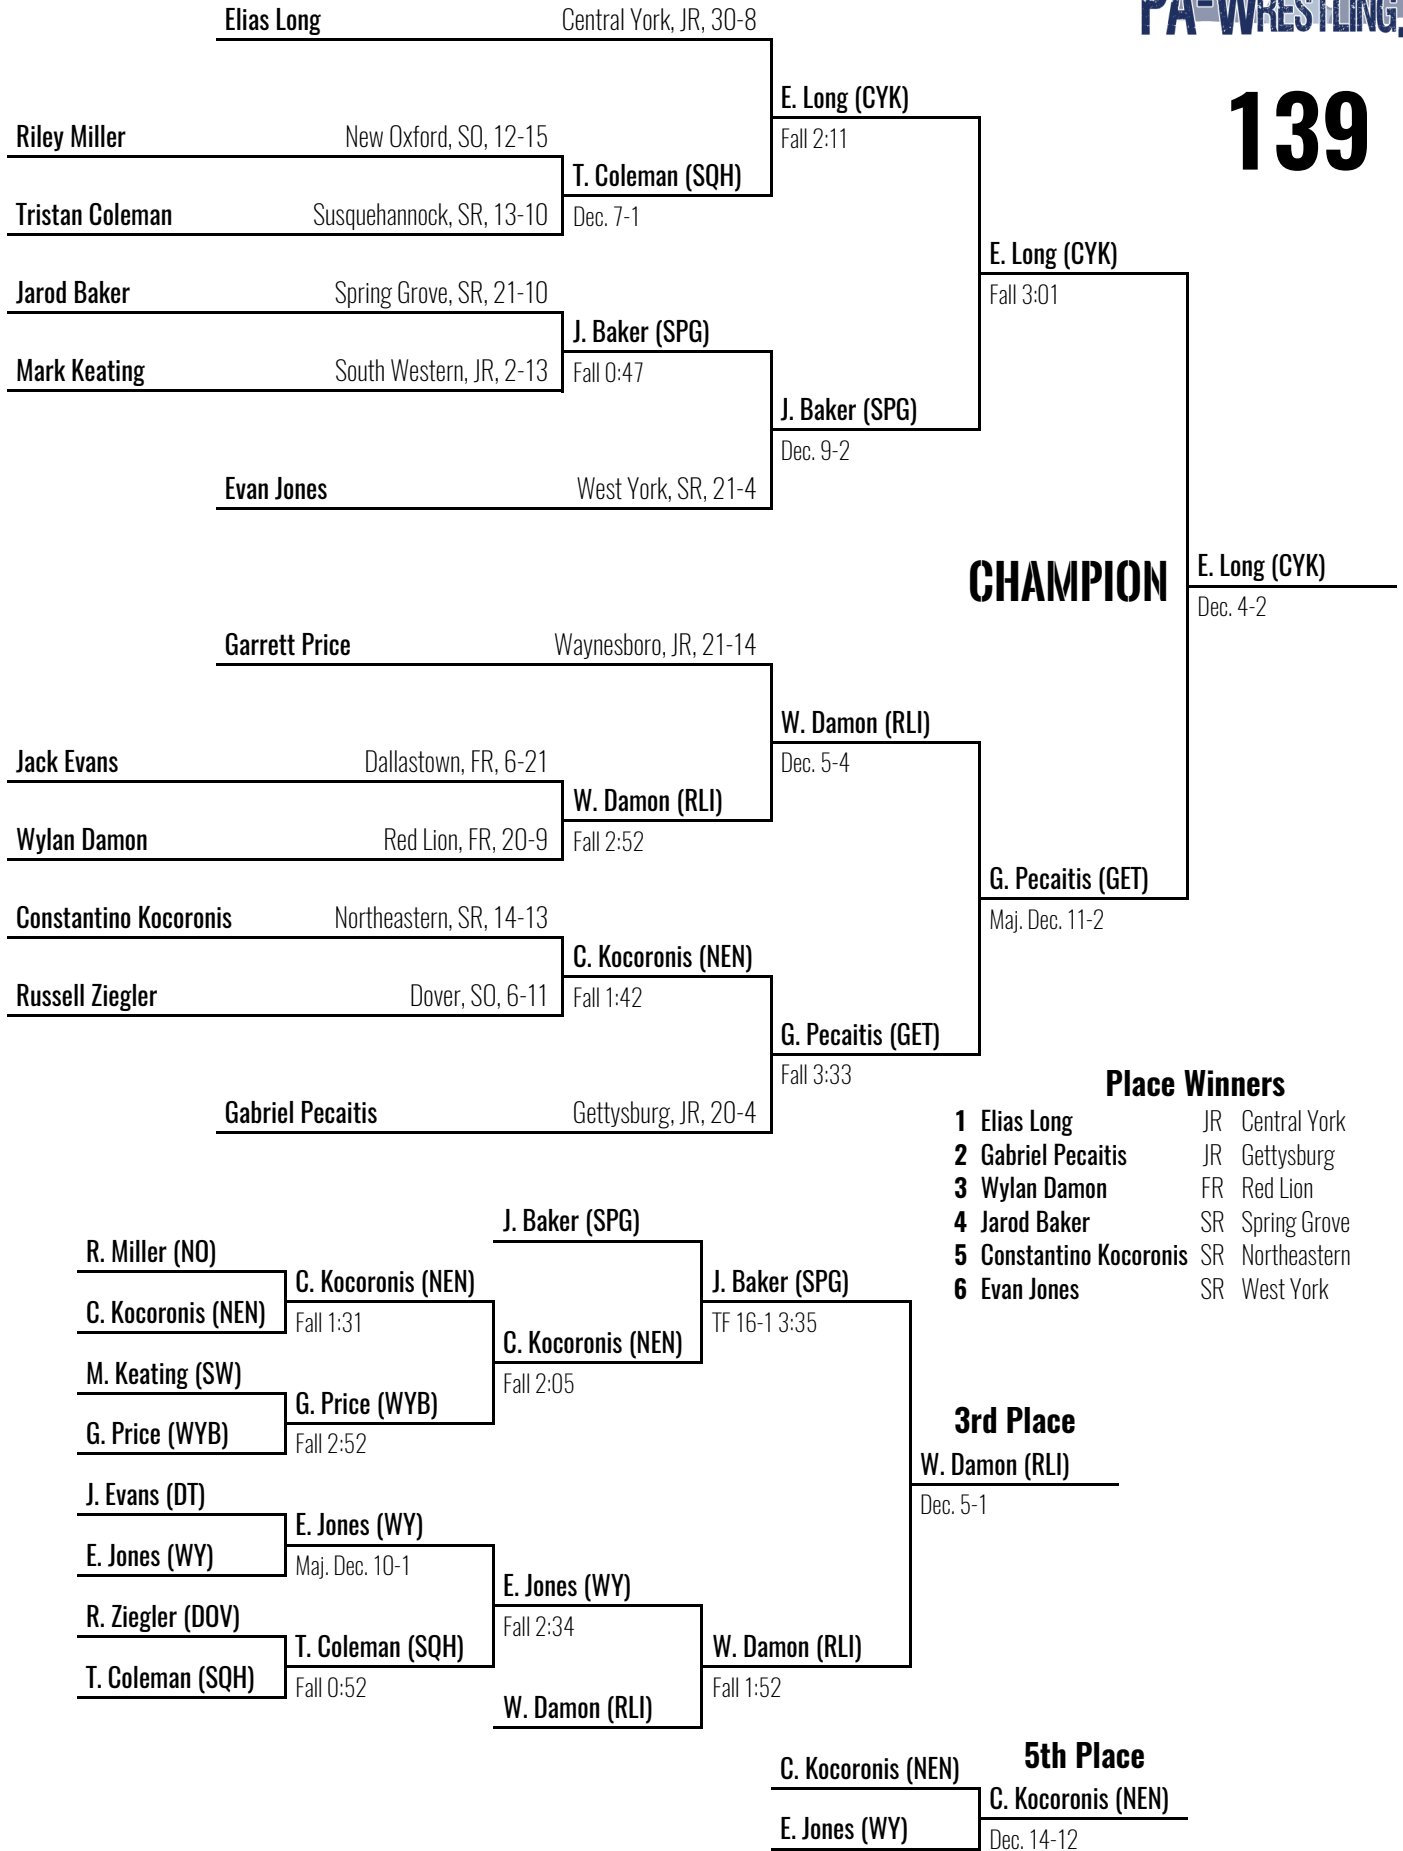 PA-WRESTLING.
139
Elias Long Central York, JR, 30-8
E. Long (CYK)
Fall 2:11
Riley Miller New Oxford, SO, 12-15
T. Coleman (SQH)
Dec. 7-1
Tristan Coleman Susquehannock, SR, 13-10
E. Long (CYK)
Fall 3:01
Jarod Baker Spring Grove, SR, 21-10
J. Baker (SPG)
Fall 0:47
Mark Keating South Western, JR, 2-13
J. Baker (SPG)
Dec. 9-2
Evan Jones West York, SR, 21-4
CHAMPION
E. Long (CYK)
Dec. 4-2
Garrett Price Waynesboro, JR, 21-14
W. Damon (RLI)
Dec. 5-4
Jack Evans Dallastown, FR, 6-21
W. Damon (RLI)
Fall 2:52
Wylan Damon Red Lion, FR, 20-9
G. Pecaitis (GET)
Maj. Dec. 11-2
Constantino Kocoronis Northeastern, SR, 14-13
C. Kocoronis (NEN)
Fall 1:42
Russell Ziegler Dover, SO, 6-11
G. Pecaitis (GET)
Fall 3:33
Gabriel Pecaitis Gettysburg, JR, 20-4
Place Winners
1 Elias Long JR Central York
2 Gabriel Pecaitis JR Gettysburg
3 Wylan Damon FR Red Lion
4 Jarod Baker SR Spring Grove
5 Constantino Kocoronis SR Northeastern
6 Evan Jones SR West York
J. Baker (SPG)
R. Miller (NO)
C. Kocoronis (NEN)
Fall 1:31
C. Kocoronis (NEN)
J. Baker (SPG)
TF 16-1 3:35
C. Kocoronis (NEN)
Fall 2:05
M. Keating (SW)
G. Price (WYB)
Fall 2:52
G. Price (WYB)
3rd Place
W. Damon (RLI)
Dec. 5-1
J. Evans (DT)
E. Jones (WY)
Maj. Dec. 10-1
E. Jones (WY)
E. Jones (WY)
Fall 2:34
R. Ziegler (DOV)
T. Coleman (SQH)
Fall 0:52
T. Coleman (SQH)
W. Damon (RLI)
Fall 1:52
W. Damon (RLI)
5th Place
C. Kocoronis (NEN)
C. Kocoronis (NEN)
Dec. 14-12
E. Jones (WY)